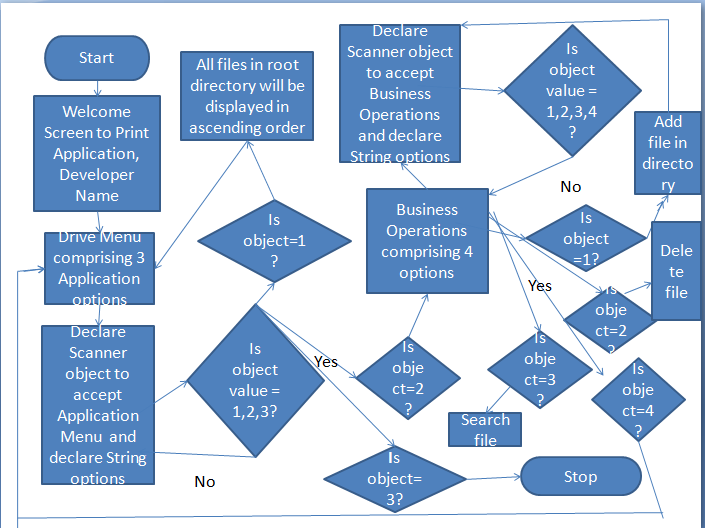 Start
Welcome
Screen to Print
Application,
Developer
Name
Drive Menu
comprising 3
Application
options
Declare
Scanner
object to
accept
Application
Menu and
declare String
options
All files in root
directory will be
displayed in
ascending order
Is
object=1
?
Is
object
value =
1,2,3?
Yes
No
Is
obje
ct=2
?
Is
object=
3?
Stop
Declare
Scanner object
to accept
Business
Operations
and declare
String options
Is
object
value =
1,2,3,4
?
No
Business
Operations
comprising 4
options
Yes
Is
object
=1?
Add
file in
directo
ry
Is
obje
ct=2
?
Dele
te
file
Is
obje
ct=3
?
Search
file
Is
obje
ct=4
?